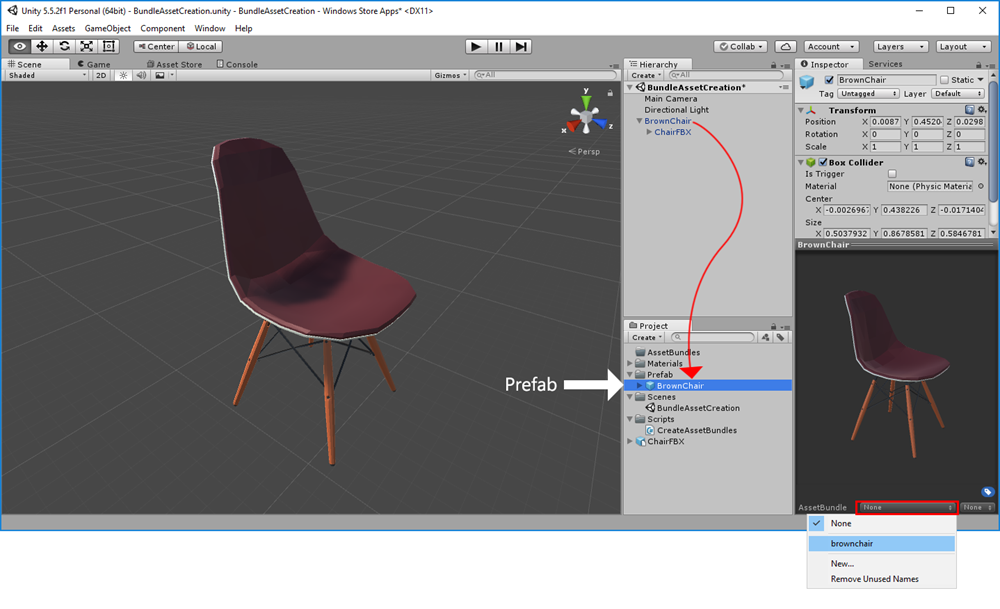 Unity 5.5.2f1 Personal (64bit) - BundleAssetCreation.unity - BundleAssetCreation - Windows Store Apps* <DX11>
File Edit Assets GameObject Component Window Help
Center Local
Collab Account Layers Layout
Scene Game Asset Store Console
Shaded 2D Gizmos All
y
x
z
Persp
Prefab
Hierarchy
Create All
BundleAssetCreation*
Main Camera
Directional Light
BrownChair
ChairFBX
Project
Create
AssetBundles
Materials
Prefab
BrownChair
Scenes
BundleAssetCreation
Scripts
CreateAssetBundles
ChairFBX
Inspector Services
BrownChair Static
Tag Untagged Layer Default
Transform
Position X 0.0087 Y 0.4520 Z 0.0298
Rotation X 0 Y 0 Z 0
Scale X 1 Y 1 Z 1
Box Collider
Is Trigger
Material None (Physic Materia
Center
X -0.0026967 Y 0.438226 Z -0.0171404
Size
X 0.5037932 Y 0.8678581 Z 0.5846781
BrownChair
AssetBundle None None
None
brownchair
New...
Remove Unused Names